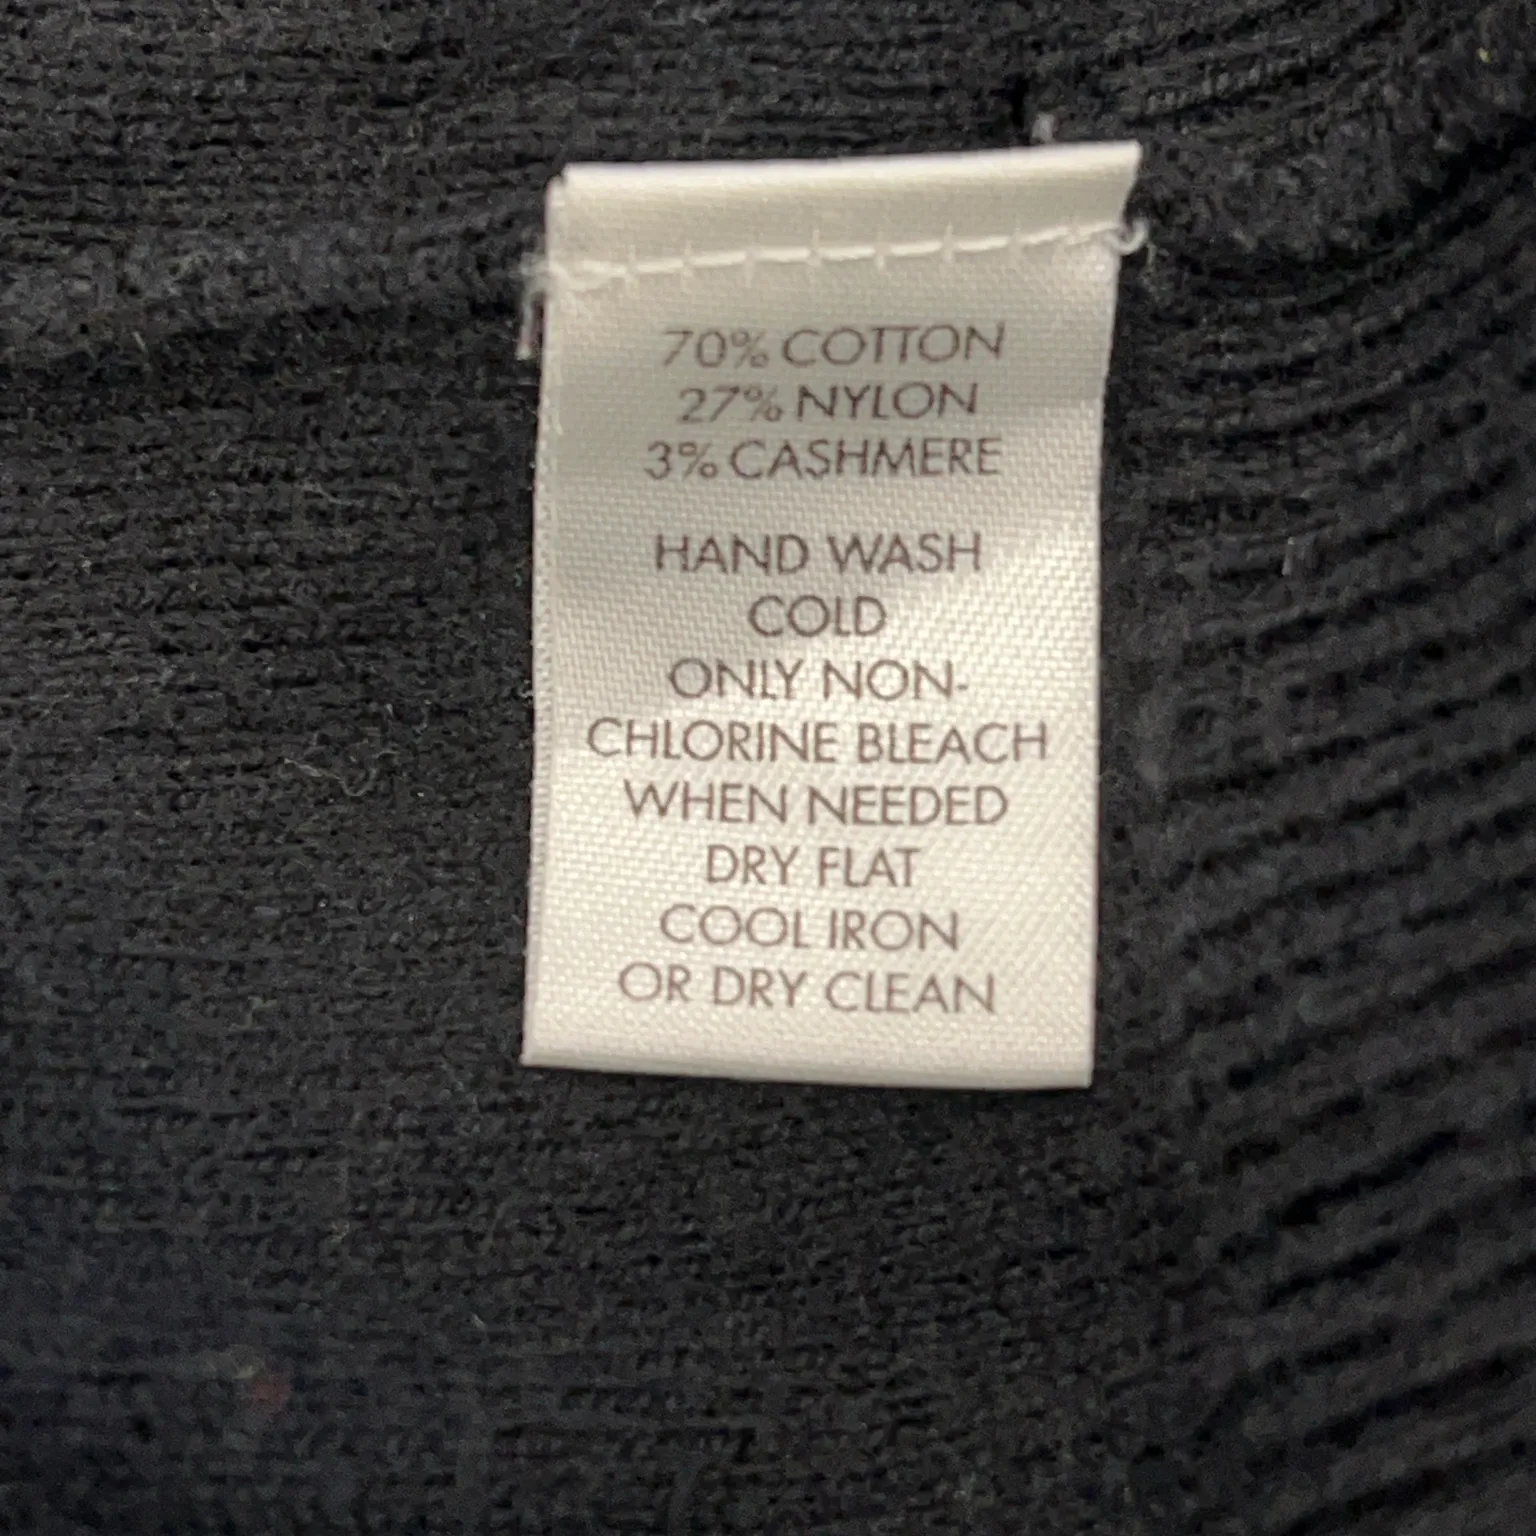 70% COTTON
27% NYLON
3% CASHMERE
HAND WASH
COLD
ONLY NON-
CHLORINE BLEACH
WHEN NEEDED
DRY FLAT
COOL IRON
OR DRY CLEAN